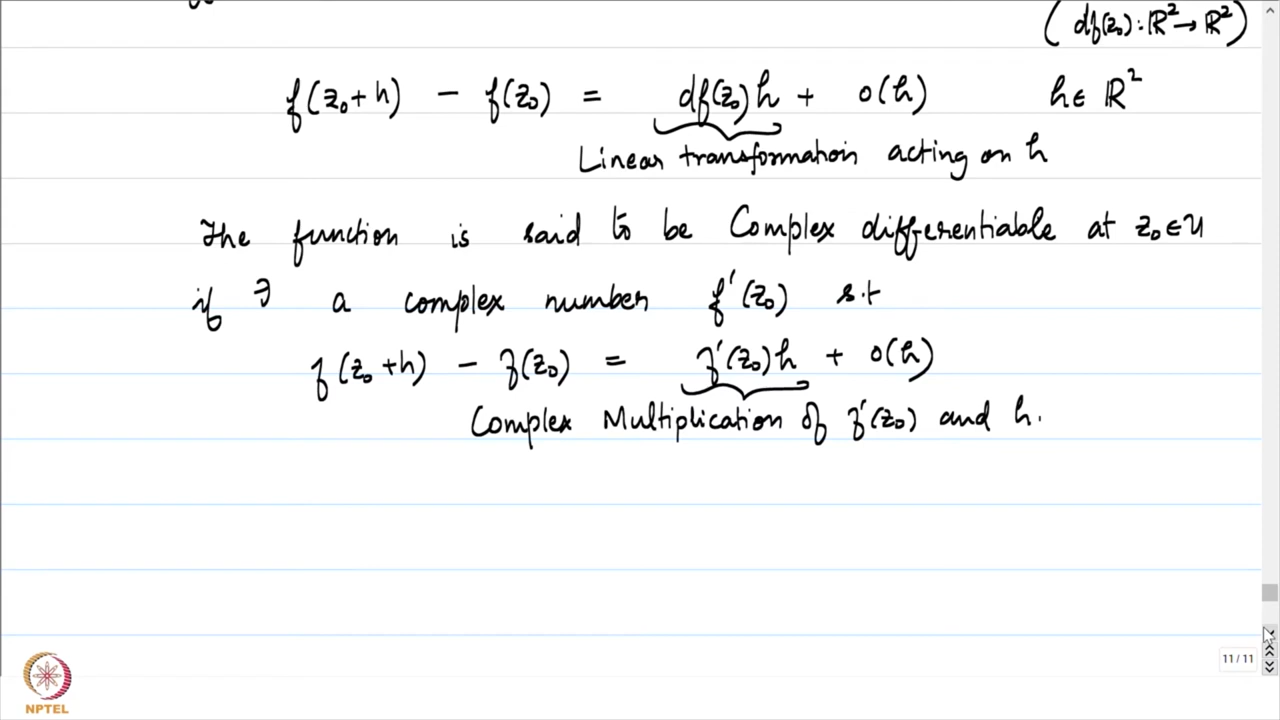 (df(z₀) : ℝ² → ℝ²)
f(z₀ + h) − f(z₀) = df(z₀)h + o(h) h ∈ ℝ²
Linear transformation acting on h
The function is said to be Complex differentiable at z₀ ∈ U
if ∃ a complex number f'(z₀) s.t
f(z₀ + h) − f(z₀) = f'(z₀)h + o(h)
Complex Multiplication of f'(z₀) and h.
11 / 11
NPTEL